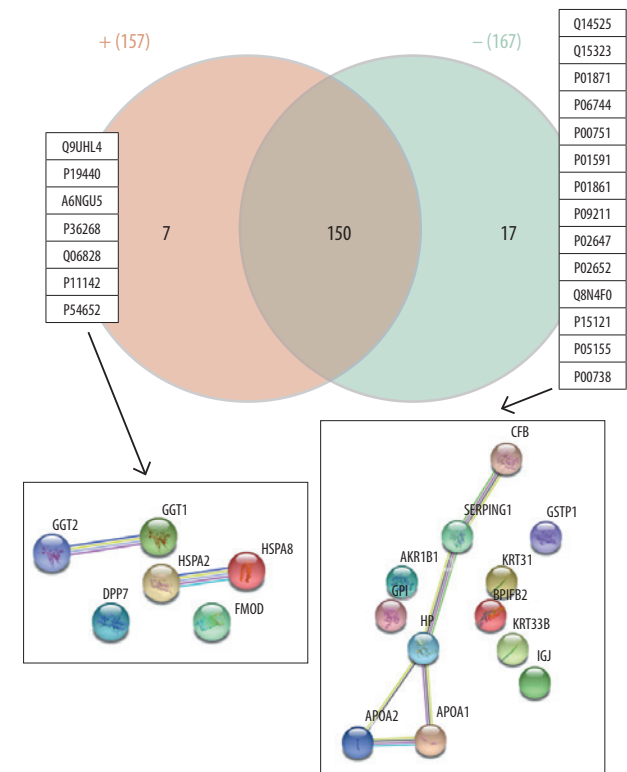 + (157)
– (167)
Q9UHL4
P19440
A6NGU5
P36268
Q06828
P11142
P54652
7
150
17
Q14525
Q15323
P01871
P06744
P00751
P01591
P01861
P09211
P02647
P02652
Q8N4F0
P15121
P05155
P00738
GGT2
GGT1
HSPA2
HSPA8
DPP7
FMOD
CFB
SERPING1
GSTP1
AKR1B1
KRT31
GPI
BPIFB2
HP
KRT33B
IGJ
APOA2
APOA1